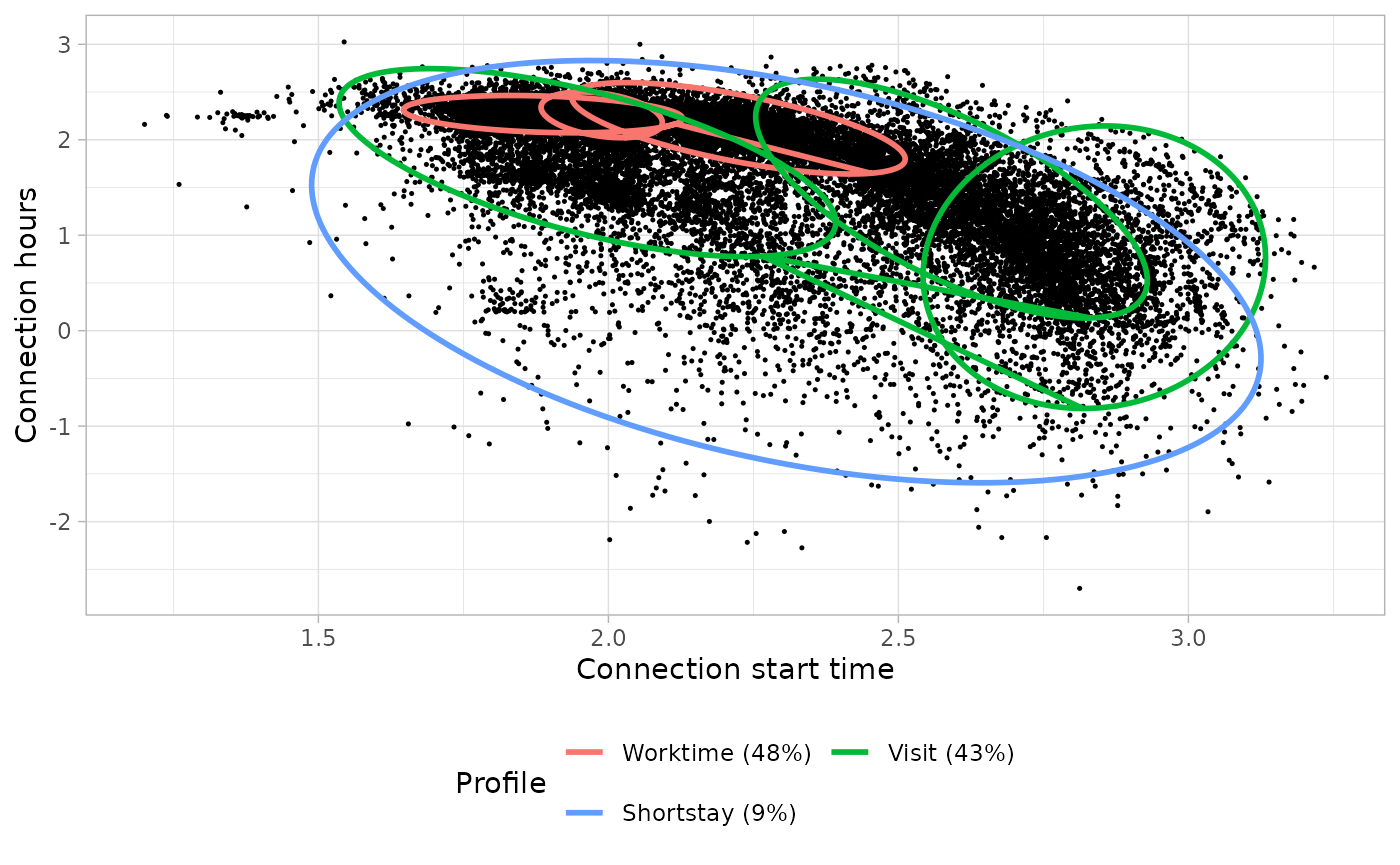 3
2
1
0
-1
-2
Connection hours
1.5 2.0 2.5 3.0
Connection start time
Profile
Worktime (48%) Visit (43%)
Shortstay (9%)